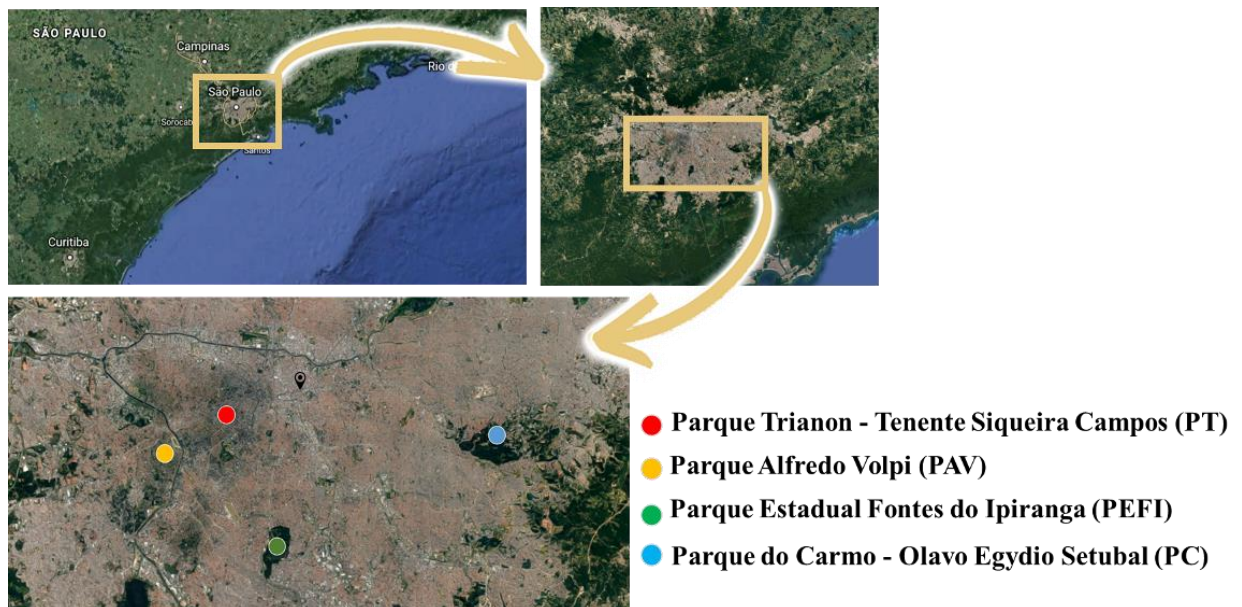 SÃO PAULO
Campinas
Rio d
São Paulo
Sorocab
Santos
Curitiba
Parque Trianon - Tenente Siqueira Campos (PT)
Parque Alfredo Volpi (PAV)
Parque Estadual Fontes do Ipiranga (PEFI)
Parque do Carmo - Olavo Egydio Setubal (PC)